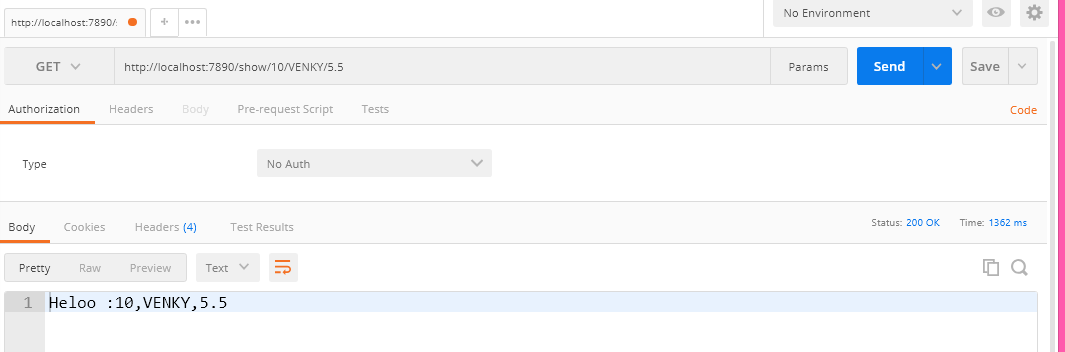 http://localhost:7890/
No Environment
GET
http://localhost:7890/show/10/VENKY/5.5
Params
Send
Save
Authorization Headers Body Pre-request Script Tests
Code
Type
No Auth
Body Cookies Headers (4) Test Results
Status: 200 OK Time: 1362 ms
Pretty Raw Preview
Text
1 Heloo :10,VENKY,5.5